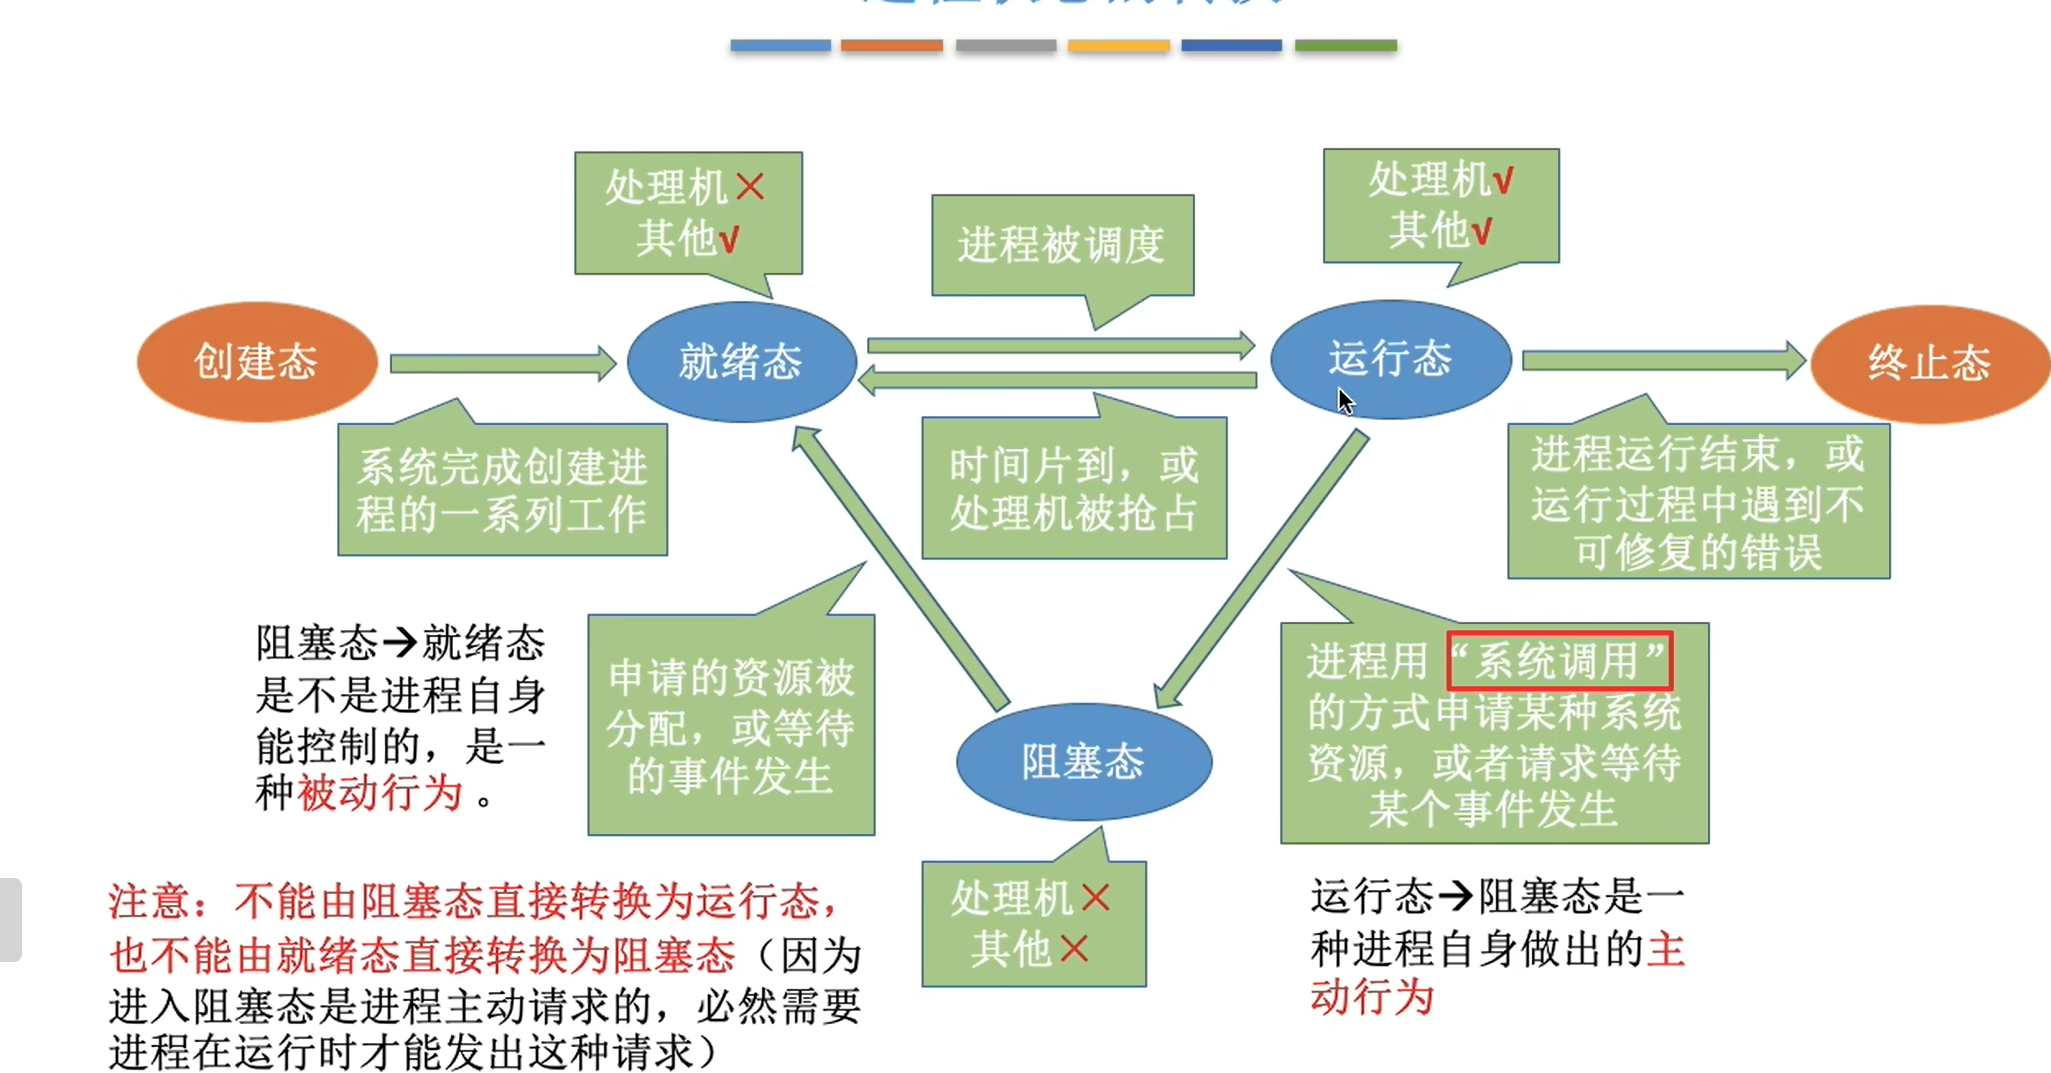 处理机×
其他√
进程被调度
处理机√
其他√
创建态
就绪态
运行态
终止态
系统完成创建进
程的一系列工作
时间片到，或
处理机被抢占
进程运行结束，或
运行过程中遇到不
可修复的错误
阻塞态→就绪态
是不是进程自身
能控制的，是一
种被动行为。
申请的资源被
分配，或等待
的事件发生
进程用“系统调用”
的方式申请某种系统
资源，或者请求等待
某个事件发生
阻塞态
处理机×
其他×
注意：不能由阻塞态直接转换为运行态，
也不能由就绪态直接转换为阻塞态（因为
进入阻塞态是进程主动请求的，必然需要
进程在运行时才能发出这种请求）
运行态→阻塞态是一
种进程自身做出的主
动行为